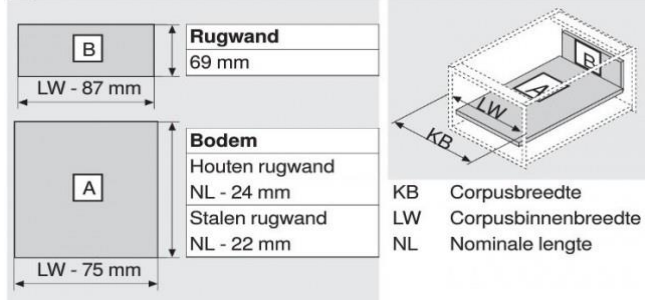 B
LW - 87 mm
Rugwand
69 mm
A
LW - 75 mm
Bodem
Houten rugwand
NL - 24 mm
Stalen rugwand
NL - 22 mm
B
A
LW
KB
KB Corpusbreedte
LW Corpusbinnenbreedte
NL Nominale lengte